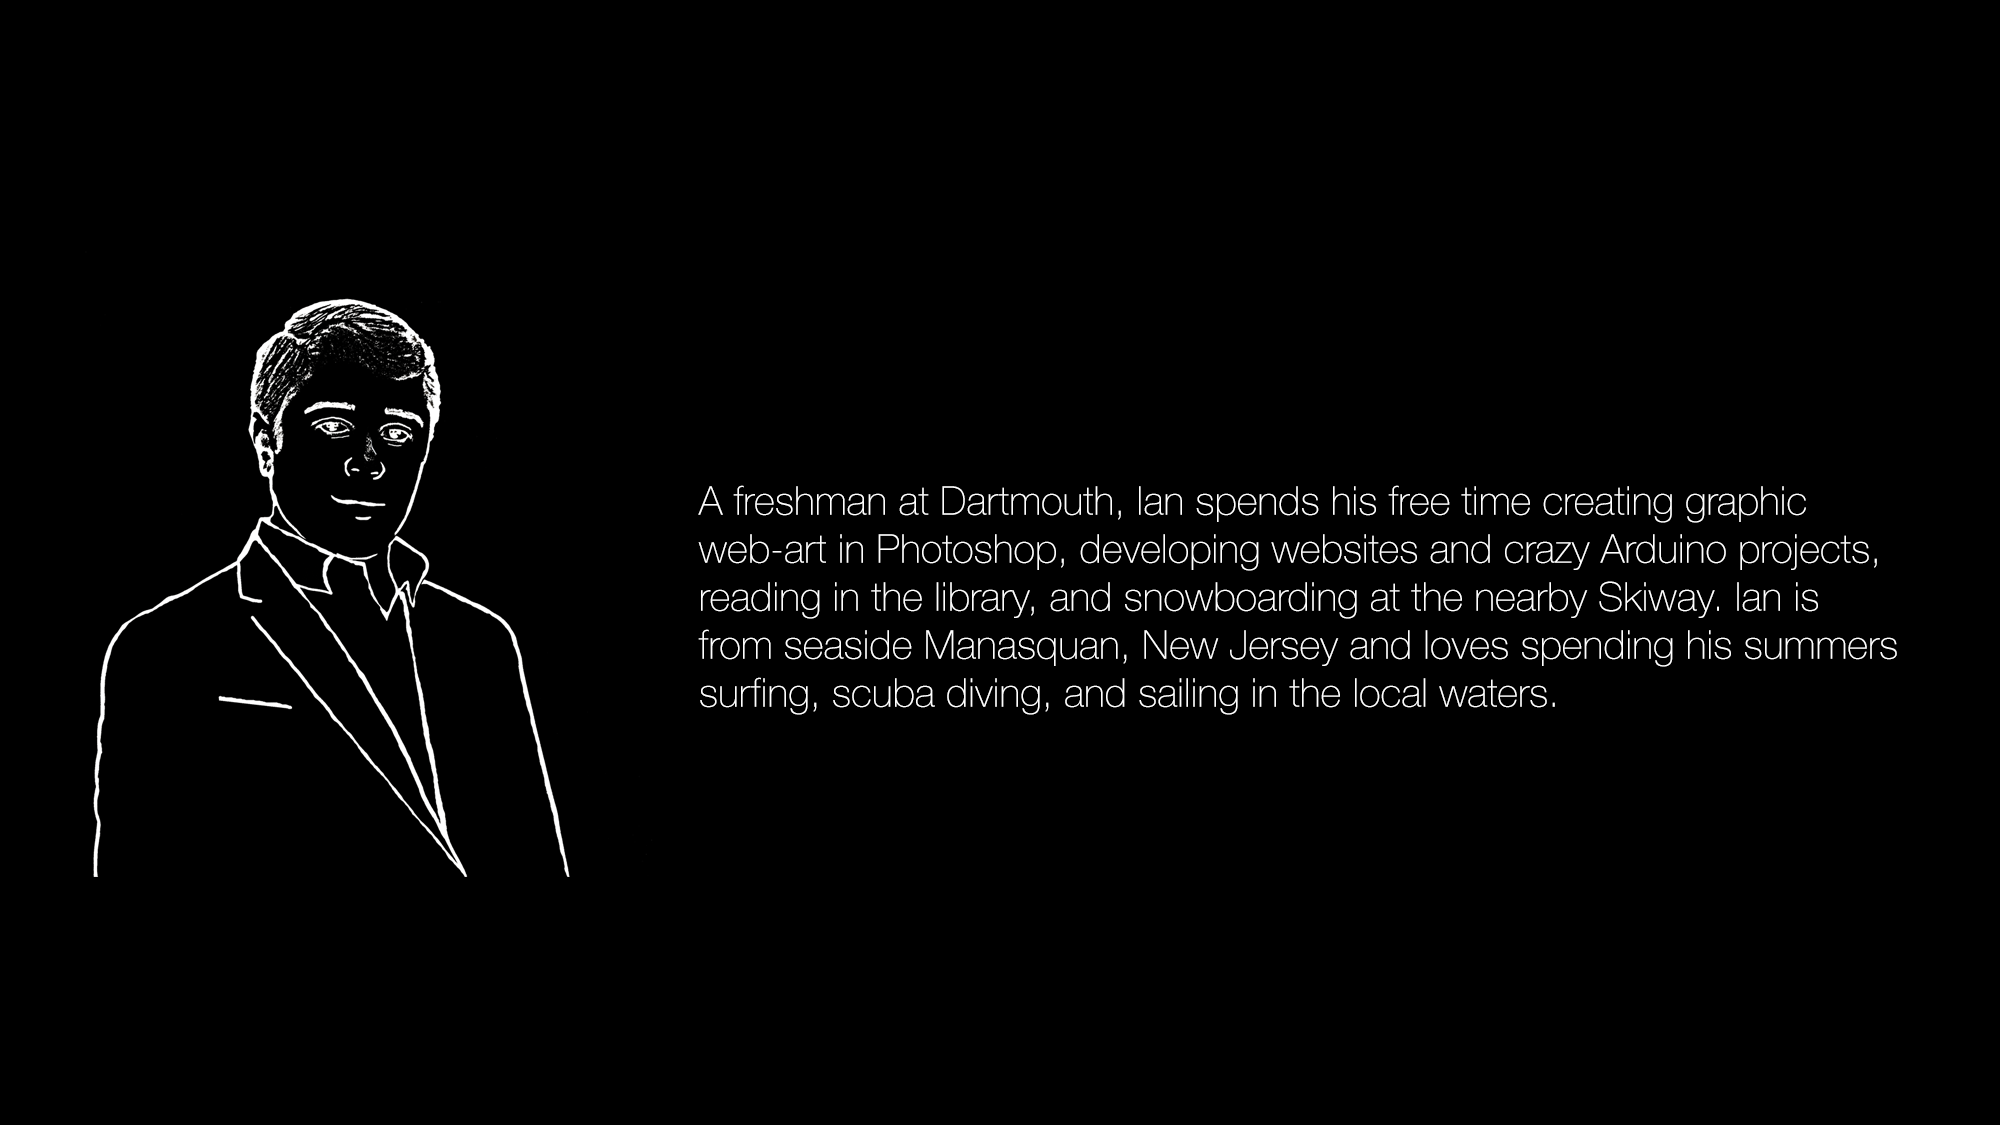 A freshman at Dartmouth, Ian spends his free time creating graphic
web-art in Photoshop, developing websites and crazy Arduino projects,
reading in the library, and snowboarding at the nearby Skiway. Ian is
from seaside Manasquan, New Jersey and loves spending his summers
surfing, scuba diving, and sailing in the local waters.